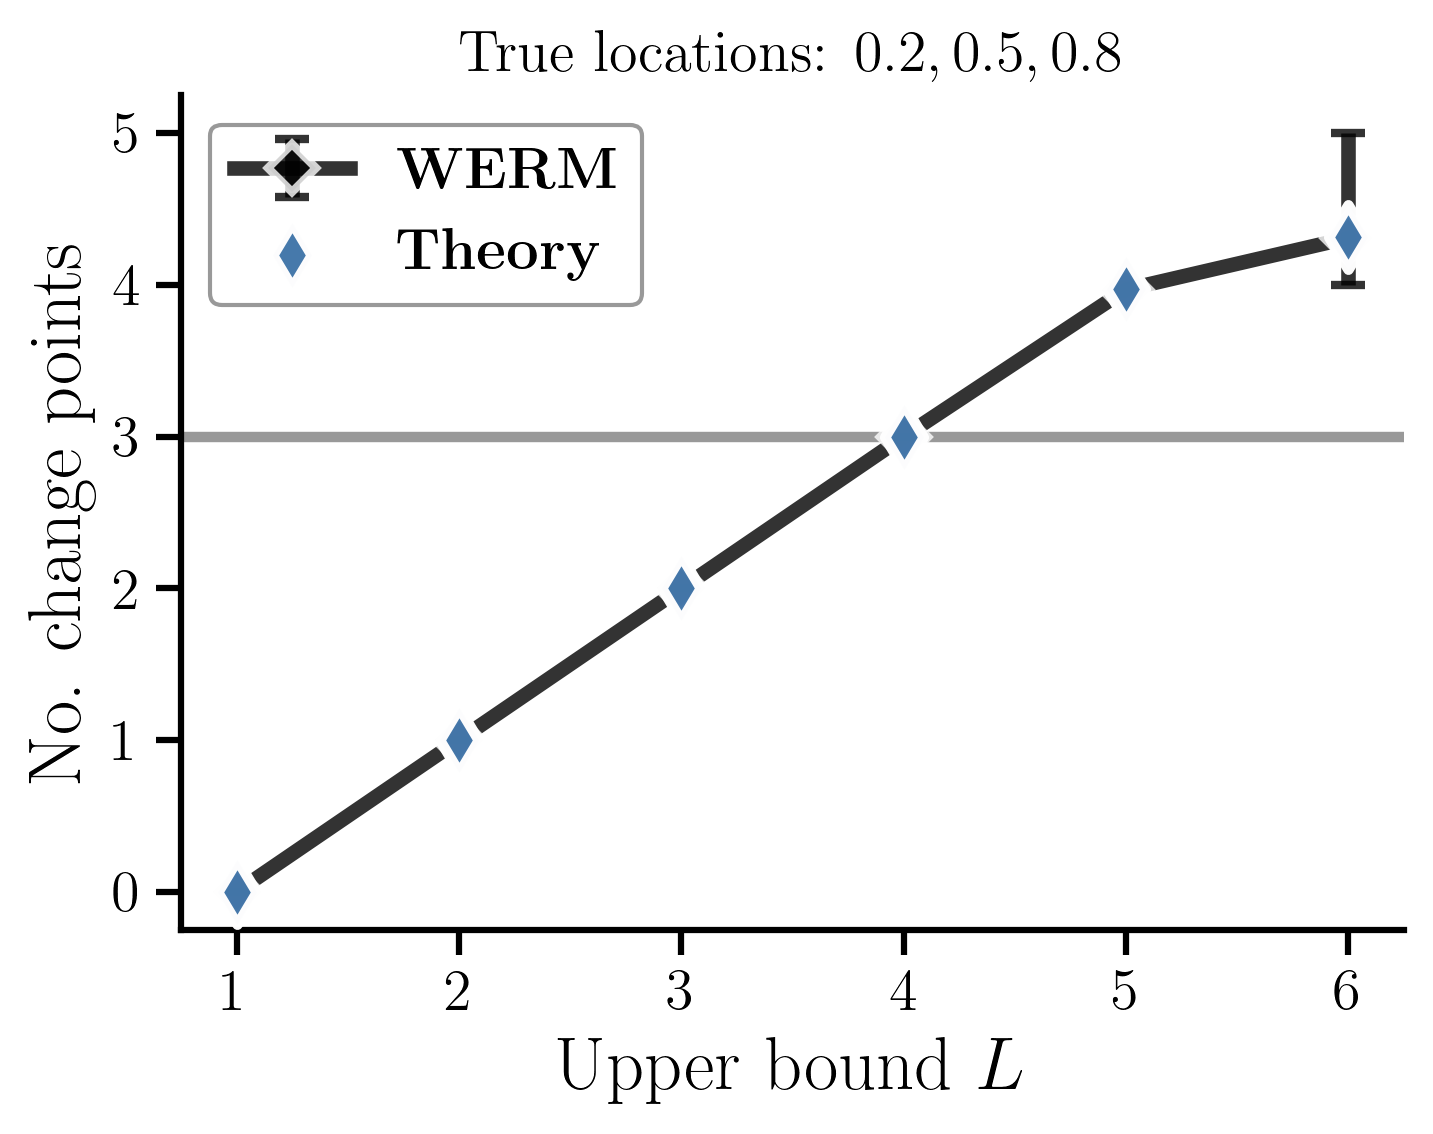 True locations: 0.2, 0.5, 0.8
WERM
Theory
No. change points
5
4
3
2
1
0
1 2 3 4 5 6
Upper bound L